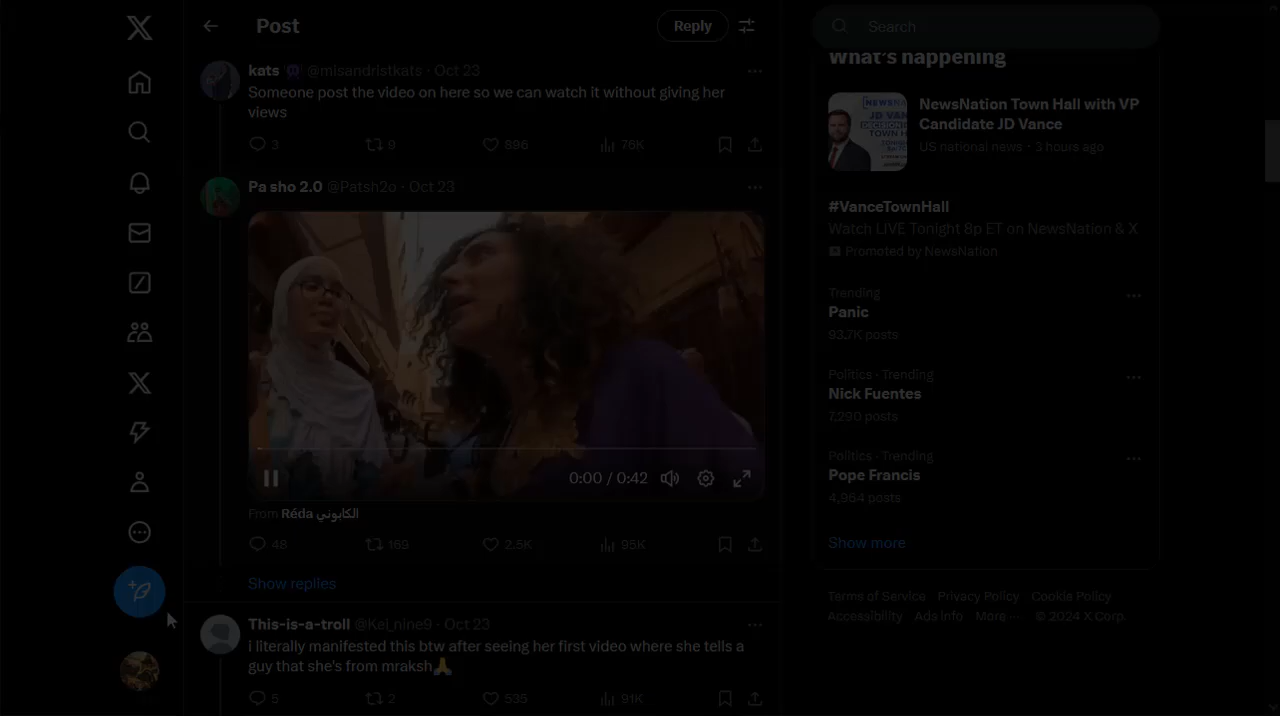 Post
Reply
Search
kats @misandristkats · Oct 23
Someone post the video on here so we can watch it without giving her
views
3
9
896
76K
Pa sho 2.0 @Patsh2o · Oct 23
0:00 / 0:42
From Réda الكابوني
48
169
2.5K
95K
Show replies
This-is-a-troll @Kei_nine9 · Oct 23
i literally manifested this btw after seeing her first video where she tells a
guy that she's from mraksh🙏
5
2
535
91K
What's happening
NewsNation Town Hall with VP
Candidate JD Vance
US national news · 3 hours ago
#VanceTownHall
Watch LIVE Tonight 8p ET on NewsNation & X
Promoted by NewsNation
Trending
Panic
93.7K posts
Politics · Trending
Nick Fuentes
7,290 posts
Politics · Trending
Pope Francis
4,964 posts
Show more
Terms of Service Privacy Policy Cookie Policy
Accessibility Ads info More ··· © 2024 X Corp.